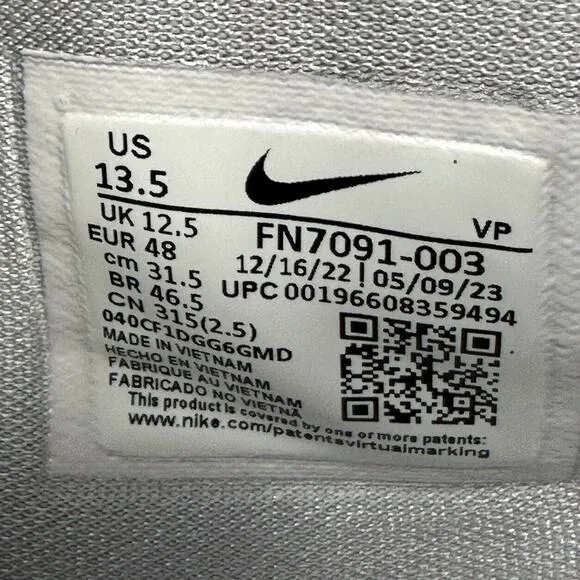 US
13.5
UK 12.5
EUR 48
cm 31.5
BR 46.5
CN 315(2.5)
040CF1DGG6GMD
MADE IN VIETNAM
HECHO EN VIETNAM
FABRIQUE AU VIETNAM
FABRICADO NO VIETNÃ
VP
FN7091-003
12/16/22 | 05/09/23
UPC 00196608359494
This product is covered by one or more patents:
www.nike.com/patentsvirtualmarking